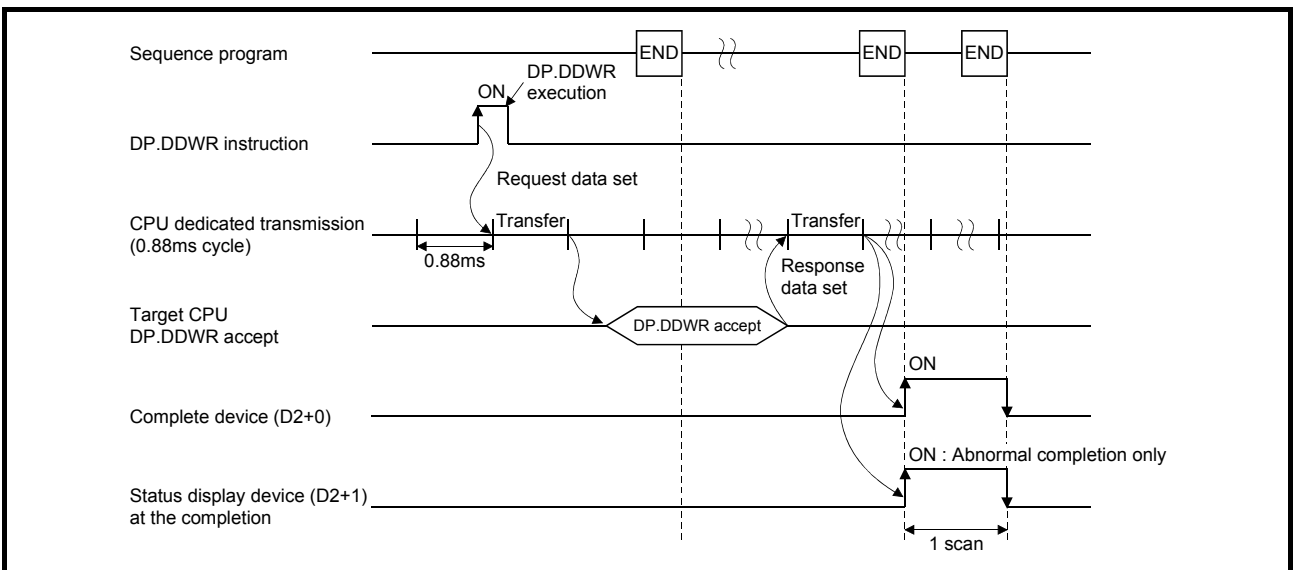 Sequence program
END
END
END
DP.DDWR
execution
ON
DP.DDWR instruction
Request data set
CPU dedicated transmission
(0.88ms cycle)
Transfer
Transfer
0.88ms
Response
data set
Target CPU
DP.DDWR accept
DP.DDWR accept
ON
Complete device (D2+0)
ON : Abnormal completion only
Status display device (D2+1)
at the completion
1 scan